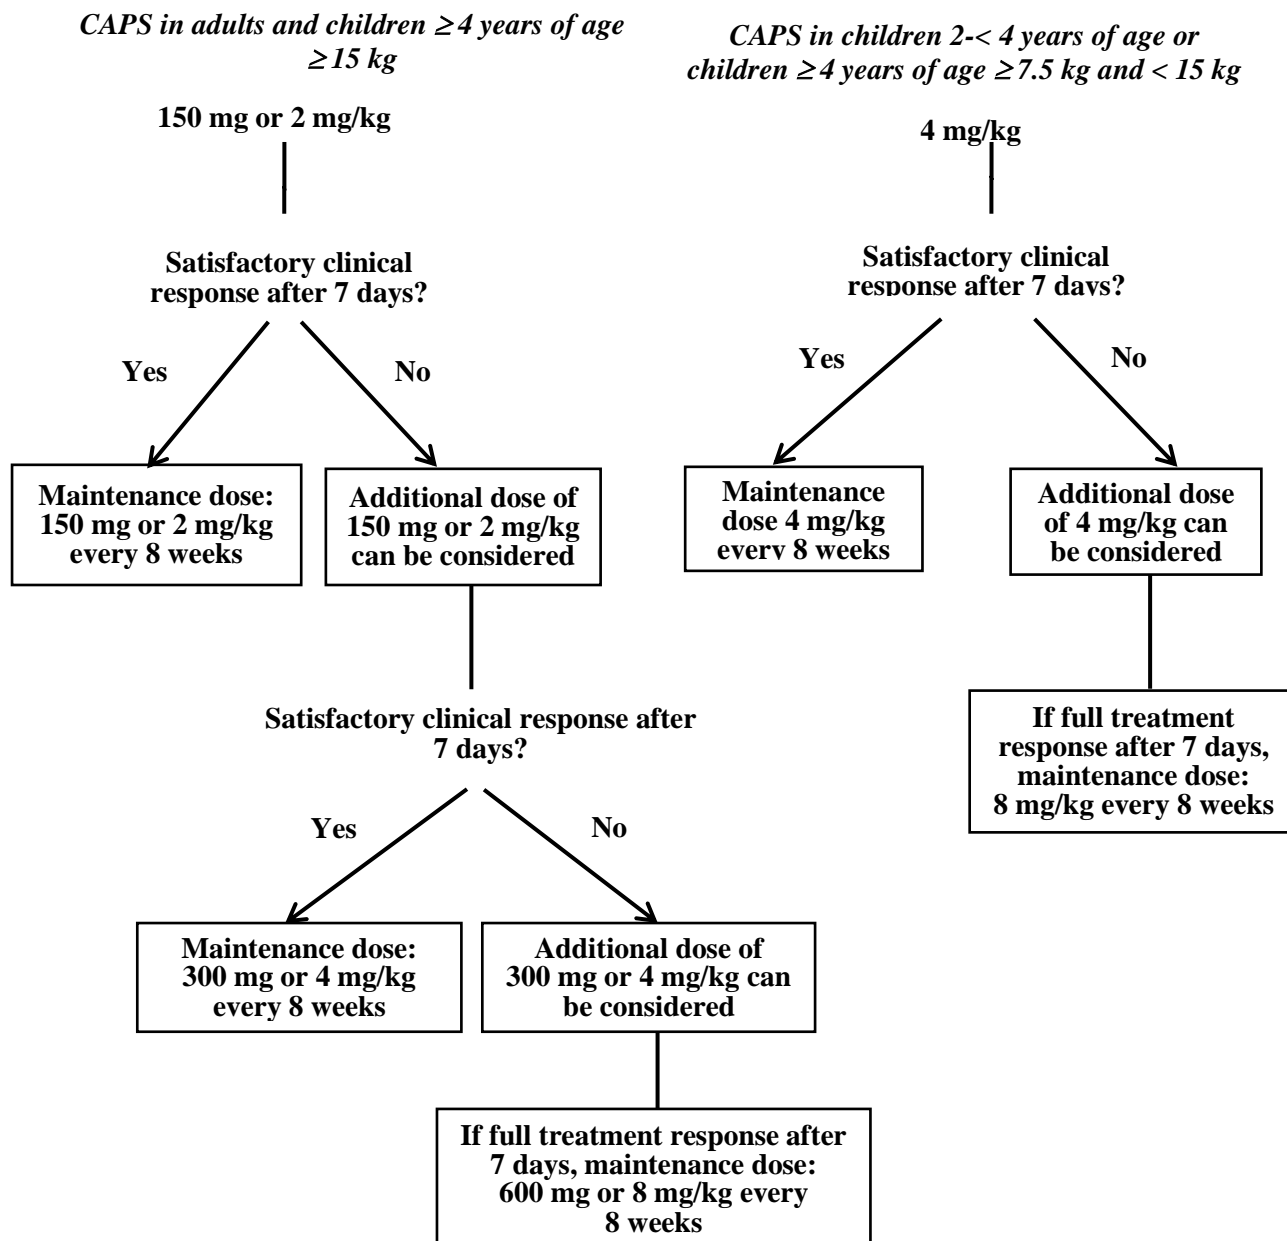 CAPS in adults and children ≥4 years of age
≥15 kg
150 mg or 2 mg/kg
Satisfactory clinical
response after 7 days?
Yes
No
Maintenance dose:
150 mg or 2 mg/kg
every 8 weeks
Additional dose of
150 mg or 2 mg/kg
can be considered
Satisfactory clinical response after
7 days?
Yes
No
Maintenance dose:
300 mg or 4 mg/kg
every 8 weeks
Additional dose of
300 mg or 4 mg/kg can
be considered
If full treatment response after
7 days, maintenance dose:
600 mg or 8 mg/kg every
8 weeks
CAPS in children 2-< 4 years of age or
children ≥4 years of age ≥7.5 kg and < 15 kg
4 mg/kg
Satisfactory clinical
response after 7 days?
Yes
No
Maintenance
dose 4 mg/kg
every 8 weeks
Additional dose
of 4 mg/kg can
be considered
If full treatment
response after 7 days,
maintenance dose:
8 mg/kg every 8 weeks